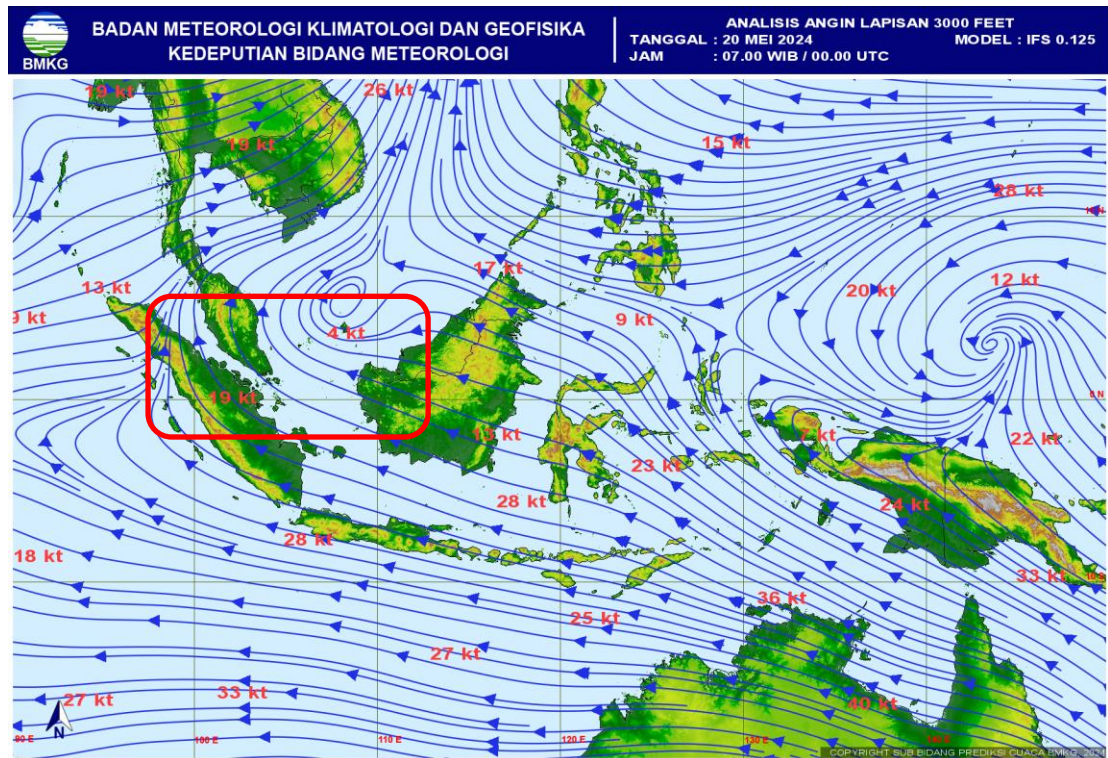 BMKG
BADAN METEOROLOGI KLIMATOLOGI DAN GEOFISIKA
KEDEPUTIAN BIDANG METEOROLOGI
ANALISIS ANGIN LAPISAN 3000 FEET
TANGGAL : 20 MEI 2024 MODEL : IFS 0.125
JAM : 07.00 WIB / 00.00 UTC
19 kt
26 kt
19 kt
15 kt
28 kt
17 kt
12 kt
13 kt
20 kt
9 kt
9 kt
4 kt
19 kt
0 N
13 kt
7 kt
22 kt
23 kt
28 kt
24 kt
28 kt
18 kt
33 kt
36 kt
25 kt
27 kt
33 kt
27 kt
40 kt
N
90 E
100 E
110 E
120 E
130 E
COPYRIGHT SUB BIDANG PREDIKSI CUACA BMKG, 2024